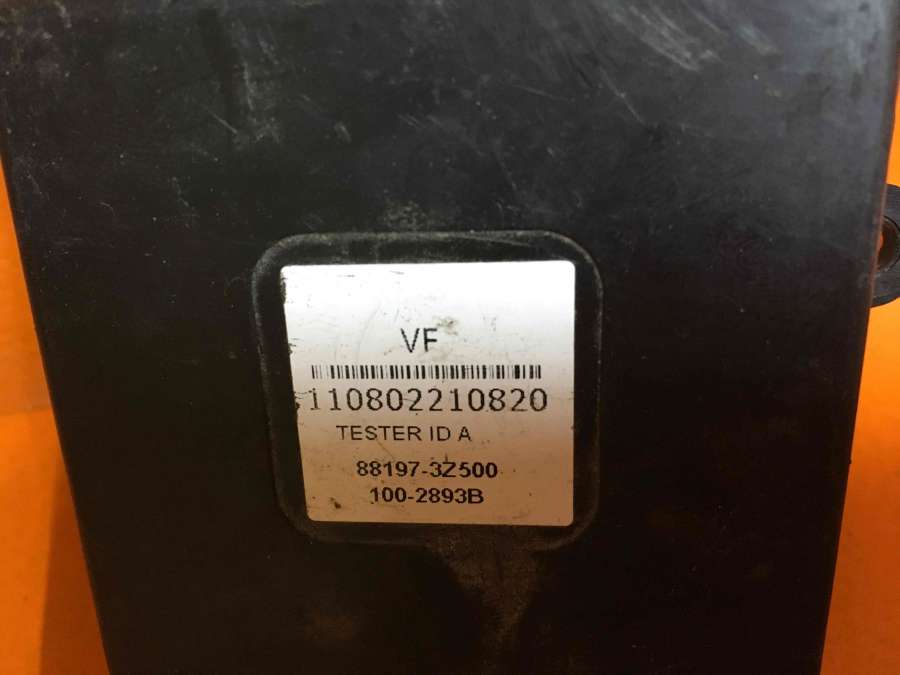 VF
110802210820
TESTER ID A
88197-3Z500
100-2893B